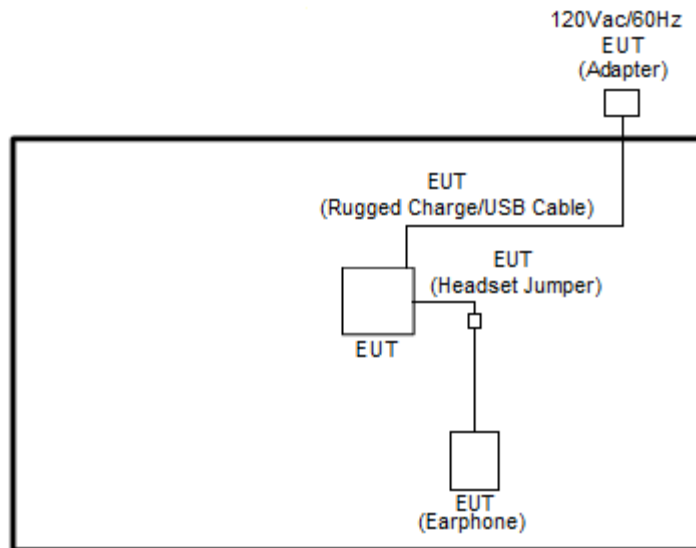 120Vac/60Hz
EUT
(Adapter)
EUT
(Rugged Charge/USB Cable)
EUT
(Headset Jumper)
EUT
EUT
(Earphone)